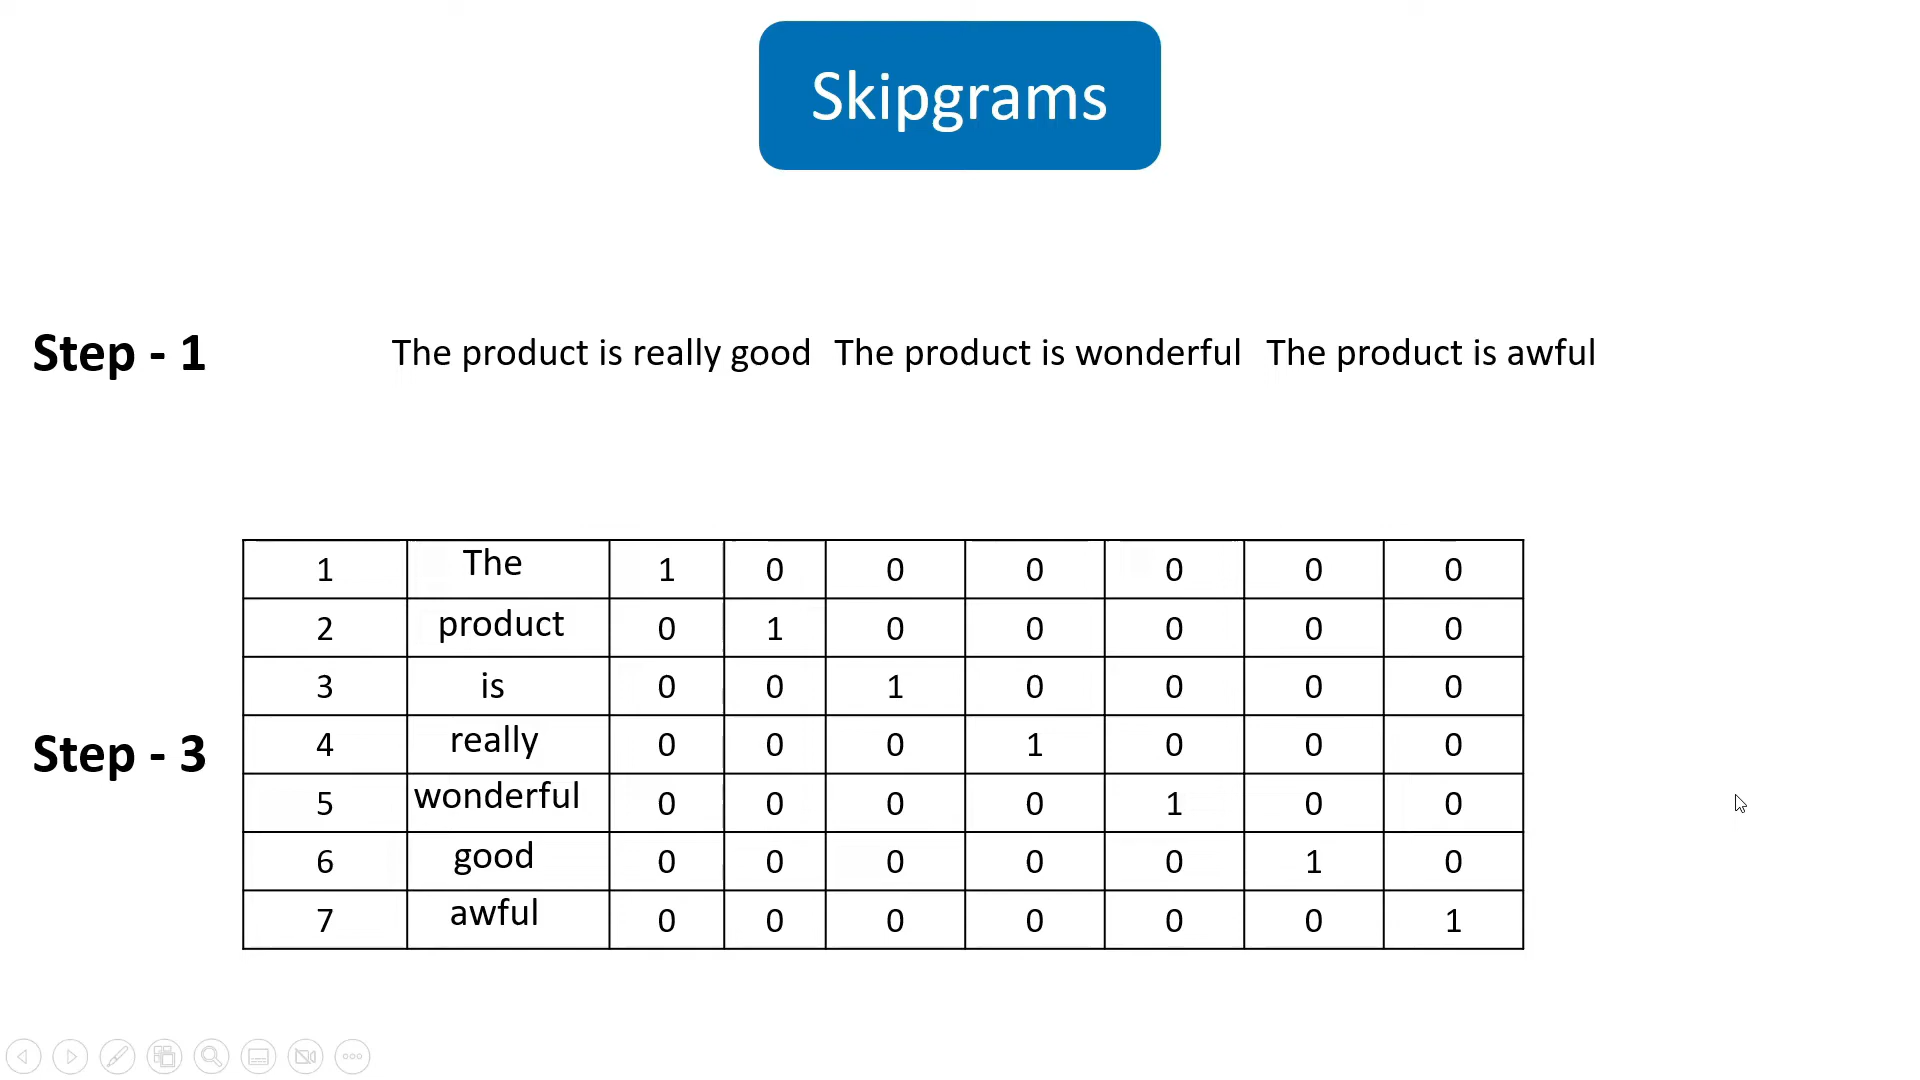 Skipgrams
Step - 1
The product is really good The product is wonderful The product is awful
Step - 3
1 The 1 0 0 0 0 0 0
2 product 0 1 0 0 0 0 0
3 is 0 0 1 0 0 0 0
4 really 0 0 0 1 0 0 0
5 wonderful 0 0 0 0 1 0 0
6 good 0 0 0 0 0 1 0
7 awful 0 0 0 0 0 0 1